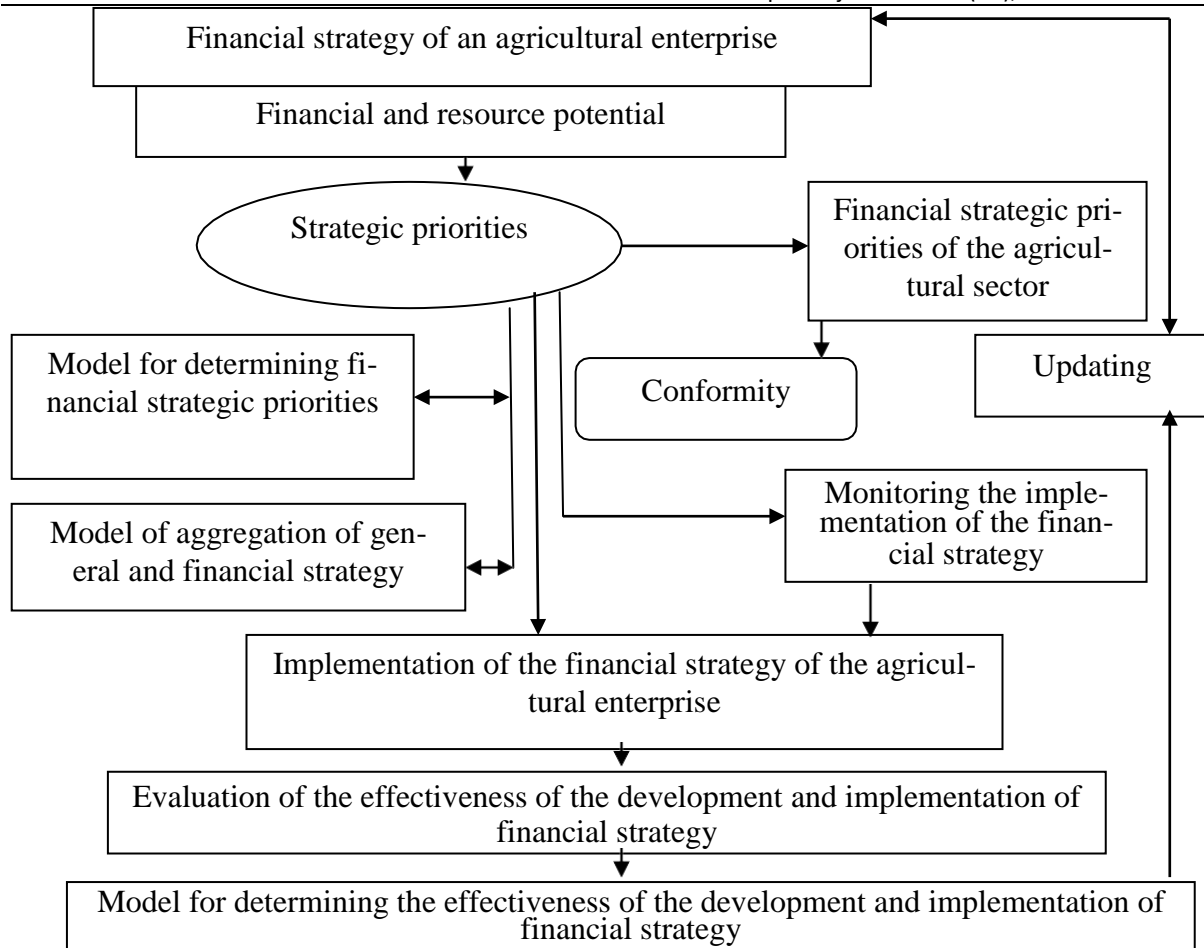 Financial strategy of an agricultural enterprise
Financial and resource potential
Strategic priorities
Financial strategic pri-
orities of the agricul-
tural sector
Model for determining fi-
nancial strategic priorities
Conformity
Updating
Model of aggregation of gen-
eral and financial strategy
Monitoring the imple-
mentation of the finan-
cial strategy
Implementation of the financial strategy of the agricul-
tural enterprise
Evaluation of the effectiveness of the development and implementation of
financial strategy
Model for determining the effectiveness of the development and implementation of
financial strategy